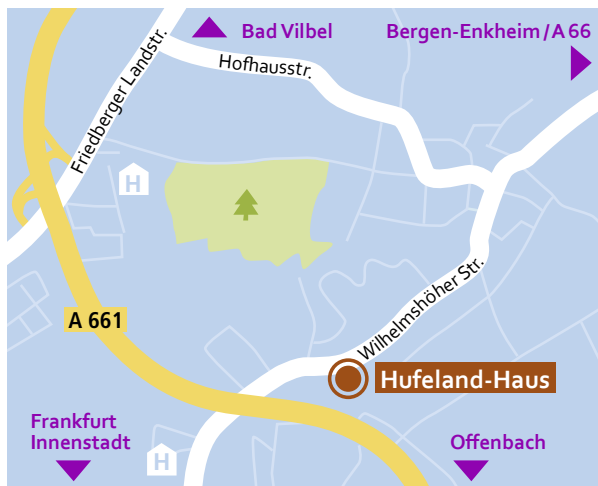 Bad Vilbel
Bergen-Enkheim / A 66
Hofhausstr.
Friedberger Landstr.
H
A 661
Wilhelmshöher Str.
Hufeland-Haus
Frankfurt
Innenstadt
H
Offenbach